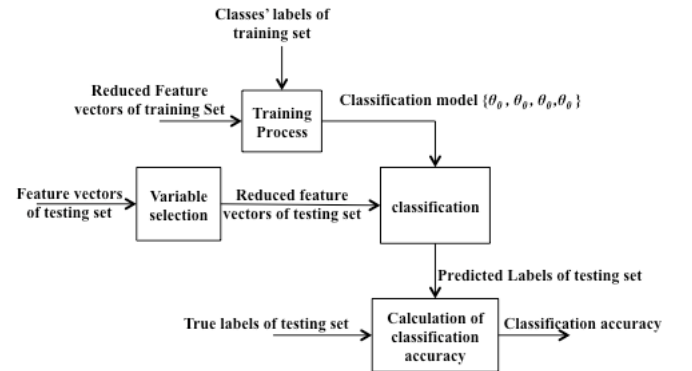 Classes' labels of
training set
Reduced Feature
vectors of training Set
Training
Process
Classification model {θ₀, θ₀, θ₀,θ₀ }
Feature vectors
of testing set
Variable
selection
Reduced feature
vectors of testing set
classification
Predicted Labels of testing set
True labels of testing set
Calculation of
classification
accuracy
Classification accuracy